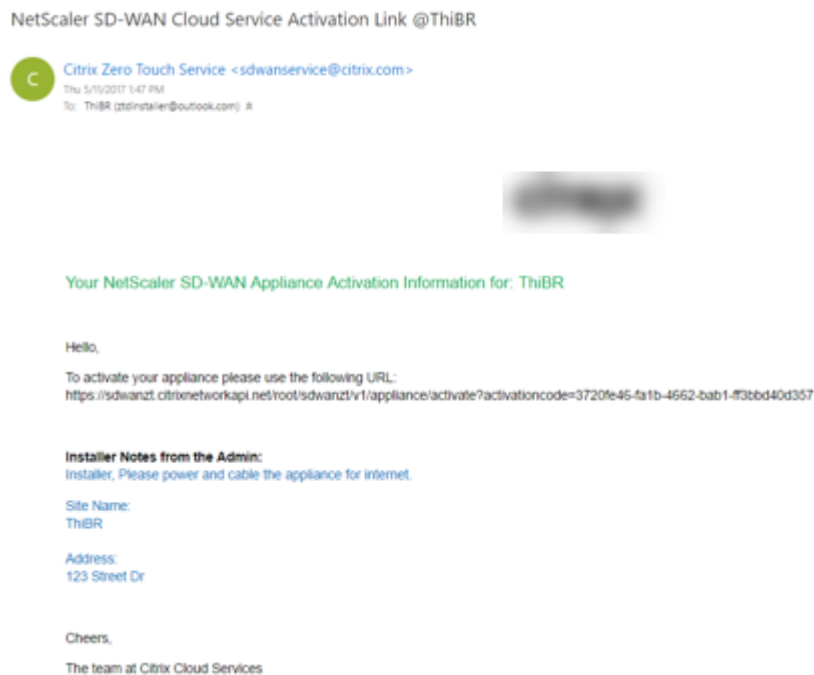 NetScaler SD-WAN Cloud Service Activation Link @ThiBR
C
Citrix Zero Touch Service <sdwanservice@citrix.com>
Thu 5/11/2017 1:47 PM
To: ThiBR (ztdinstaller@outlook.com)
Your NetScaler SD-WAN Appliance Activation Information for: ThiBR
Hello,
To activate your appliance please use the following URL:
https://sdwanzt.citrixnetworkapi.net/root/sdwanzt/v1/appliance/activate?activationcode=3720fe46-fa1b-4662-bab1-ff3bbd40d357
Installer Notes from the Admin:
Installer, Please power and cable the appliance for internet.
Site Name:
ThiBR
Address:
123 Street Dr
Cheers,
The team at Citrix Cloud Services